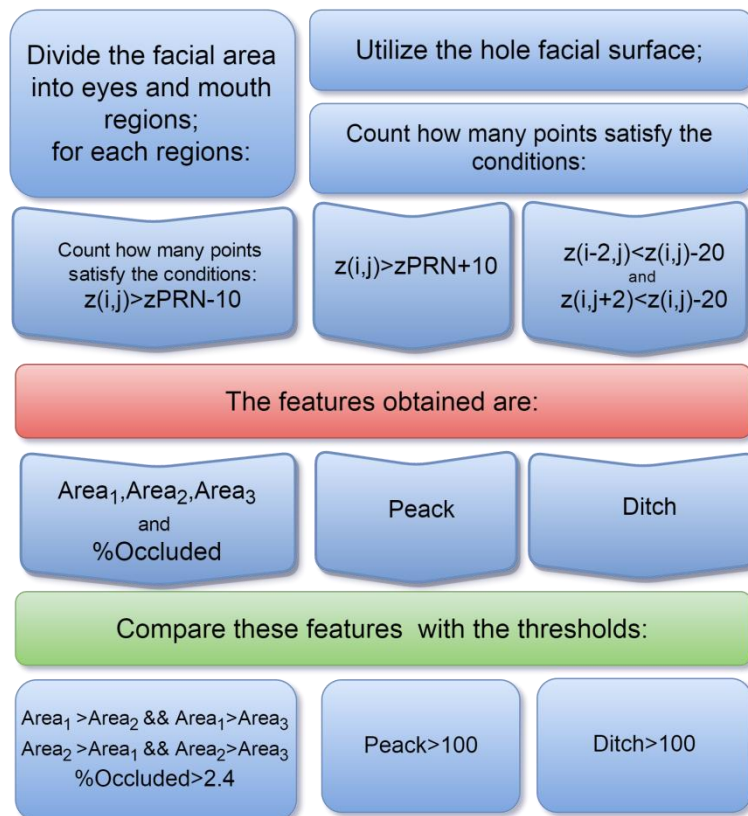 Divide the facial area
into eyes and mouth
regions;
for each regions:
Utilize the hole facial surface;
Count how many points satisfy the
conditions:
Count how many points
satisfy the conditions:
z(i,j)>zPRN-10
z(i,j)>zPRN+10
z(i-2,j)<z(i,j)-20
and
z(i,j+2)<z(i,j)-20
The features obtained are:
Area₁,Area₂,Area₃
and
%Occluded
Peack
Ditch
Compare these features with the thresholds:
Area₁ >Area₂ && Area₁>Area₃
Area₂ >Area₁ && Area₂>Area₃
%Occluded>2.4
Peack>100
Ditch>100